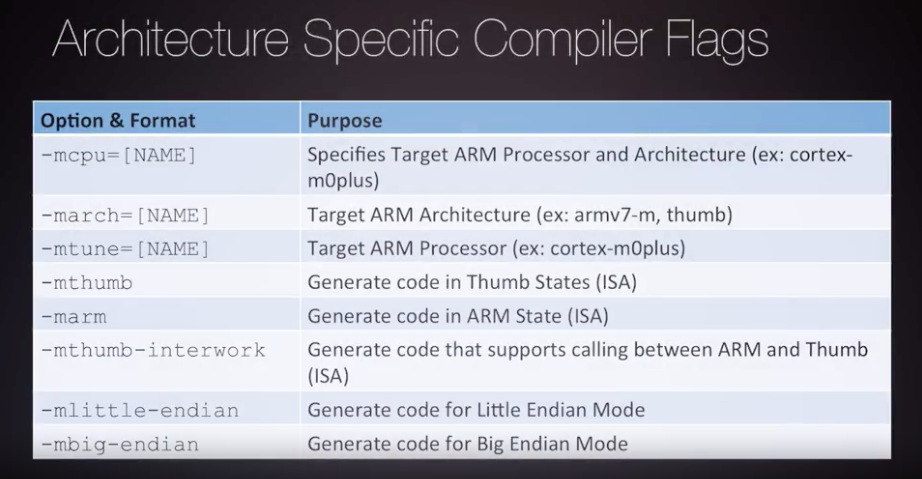 Architecture Specific Compiler Flags
Option & Format
Purpose
-mcpu=[NAME]
Specifies Target ARM Processor and Architecture (ex: cortex-
m0plus)
-march=[NAME]
Target ARM Architecture (ex: armv7-m, thumb)
-mtune=[NAME]
Target ARM Processor (ex: cortex-m0plus)
-mthumb
Generate code in Thumb States (ISA)
-marm
Generate code in ARM State (ISA)
-mthumb-interwork
Generate code that supports calling between ARM and Thumb
(ISA)
-mlittle-endian
Generate code for Little Endian Mode
-mbig-endian
Generate code for Big Endian Mode